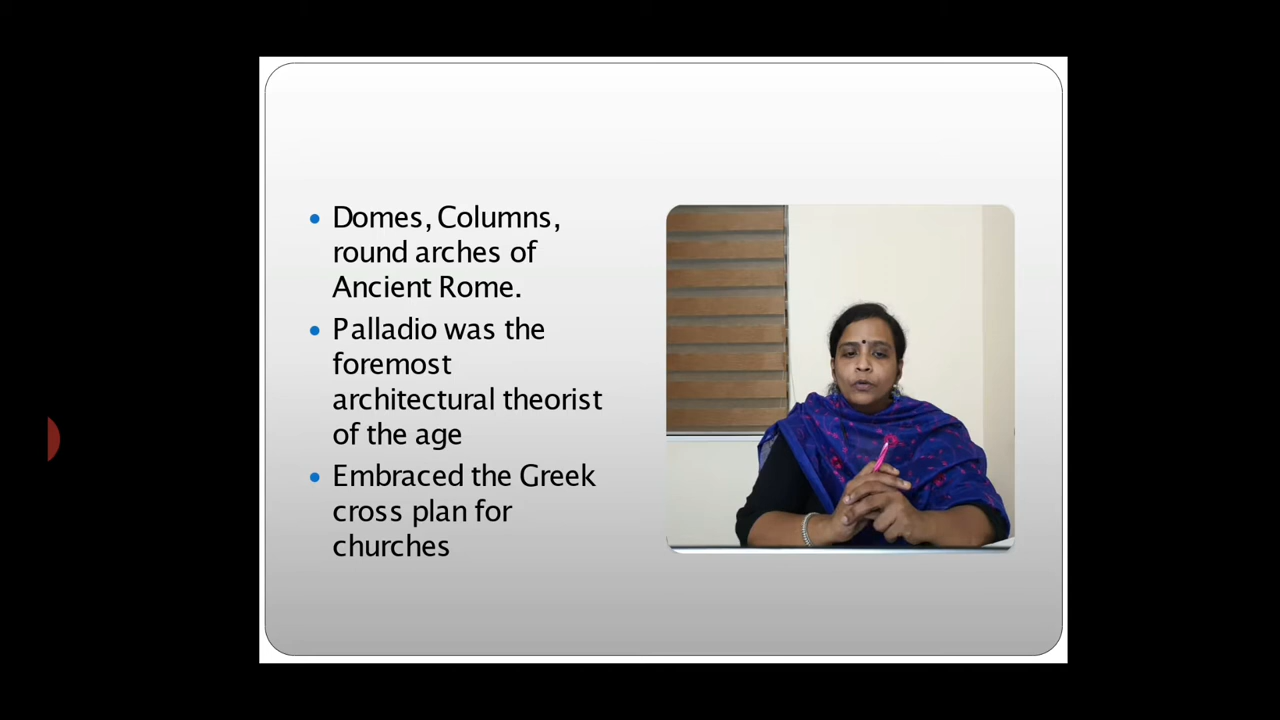 Domes, Columns,
round arches of
Ancient Rome.
Palladio was the
foremost
architectural theorist
of the age
Embraced the Greek
cross plan for
churches